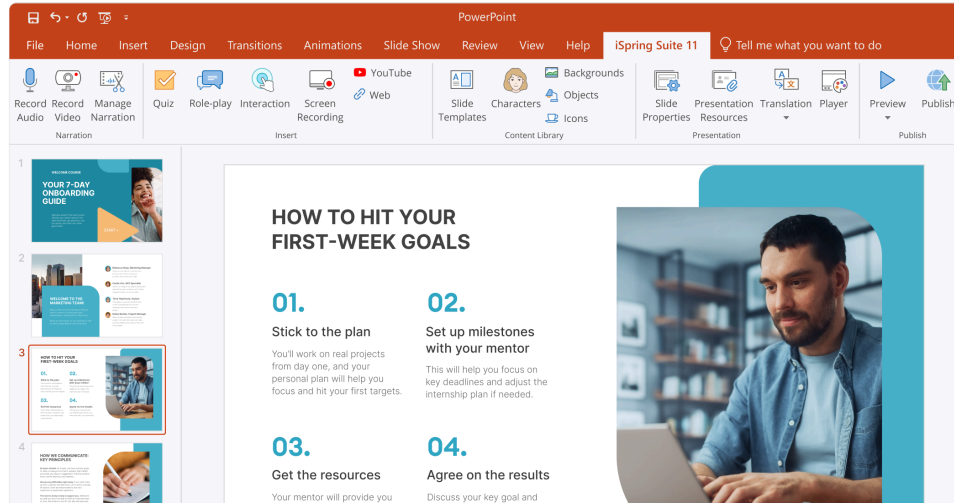 PowerPoint
File Home Insert Design Transitions Animations Slide Show Review View Help iSpring Suite 11 Tell me what you want to do
Record Audio
Record Video
Manage Narration
Narration
Quiz
Role-play
Interaction
Screen Recording
YouTube
Web
Insert
Slide Templates
Characters
Backgrounds
Objects
Icons
Content Library
Slide Properties
Presentation Resources
Translation
Player
Presentation
Preview
Publish
Publish
1
WELCOME COURSE
YOUR 7-DAY
ONBOARDING
GUIDE
START
2
WELCOME TO THE
MARKETING TEAM!
3
HOW TO HIT YOUR
FIRST-WEEK GOALS
01. 02.
03. 04.
4
HOW WE COMMUNICATE:
KEY PRINCIPLES
HOW TO HIT YOUR
FIRST-WEEK GOALS
01.
Stick to the plan
You'll work on real projects
from day one, and your
personal plan will help you
focus and hit your first targets.
02.
Set up milestones
with your mentor
This will help you focus on
key deadlines and adjust the
internship plan if needed.
03.
Get the resources
Your mentor will provide you
04.
Agree on the results
Discuss your key goal and